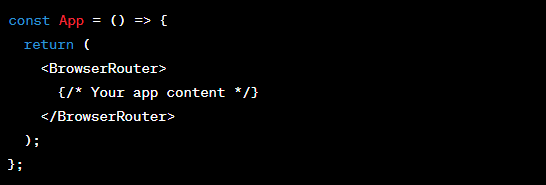 const App = () => {
  return (
    <BrowserRouter>
      {/* Your app content */}
    </BrowserRouter>
  );
};